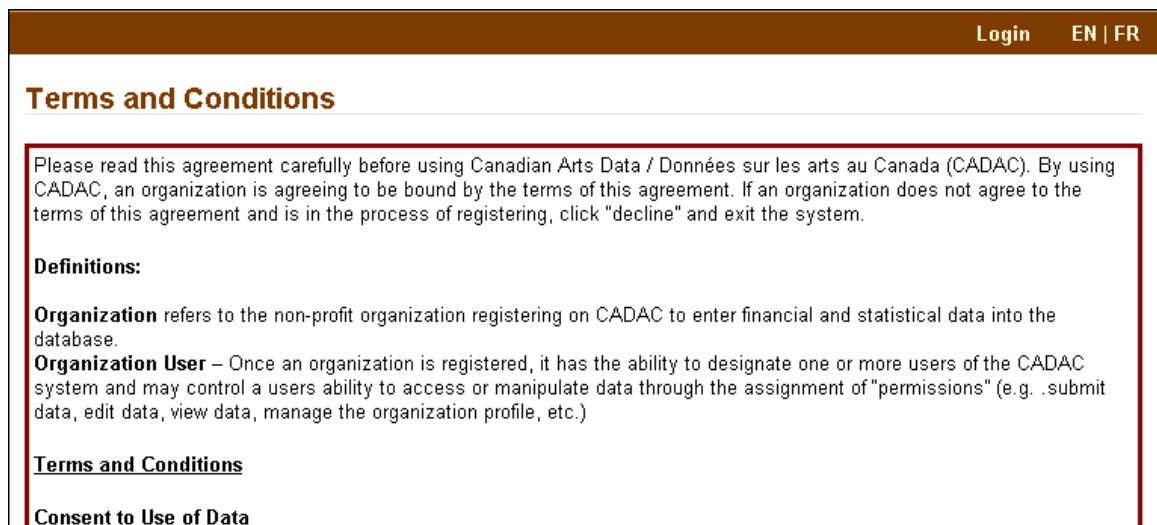 Login EN | FR
Terms and Conditions
Please read this agreement carefully before using Canadian Arts Data / Données sur les arts au Canada (CADAC). By using
CADAC, an organization is agreeing to be bound by the terms of this agreement. If an organization does not agree to the
terms of this agreement and is in the process of registering, click "decline" and exit the system.
Definitions:
Organization refers to the non-profit organization registering on CADAC to enter financial and statistical data into the
database.
Organization User – Once an organization is registered, it has the ability to designate one or more users of the CADAC
system and may control a users ability to access or manipulate data through the assignment of "permissions" (e.g. .submit
data, edit data, view data, manage the organization profile, etc.)
Terms and Conditions
Consent to Use of Data